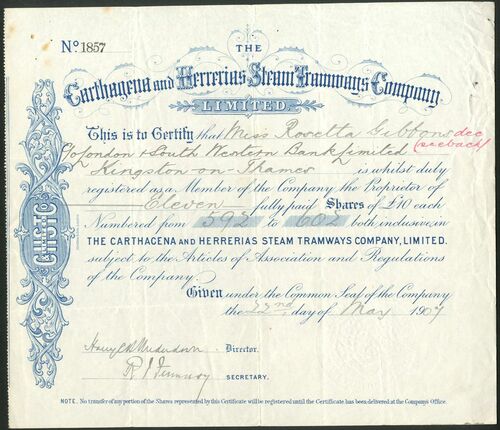 No 1857
THE
Carthagena and Herrerias Steam Tramways Company
LIMITED.
This is to Certify that Miss Rosetta Gibbons dec
c/o London & South Western Bank Limited (see back)
Kingston-on-Thames is whilst duly
registered as a Member of the Company the Proprietor of
Eleven fully paid Shares of £10 each
Numbered from 592 to 602 both inclusive, in
THE CARTHAGENA AND HERRERIAS STEAM TRAMWAYS COMPANY, LIMITED.
subject to the Articles of Association and Regulations
of the Company.
Given under the Common Seal of the Company
the 22nd day of May 1907
Director.
SECRETARY.
NOTE. No transfer of any portion of the Shares represented by this Certificate will be registered until the Certificate has been delivered at the Company's Office.
C.H.S.T.C.